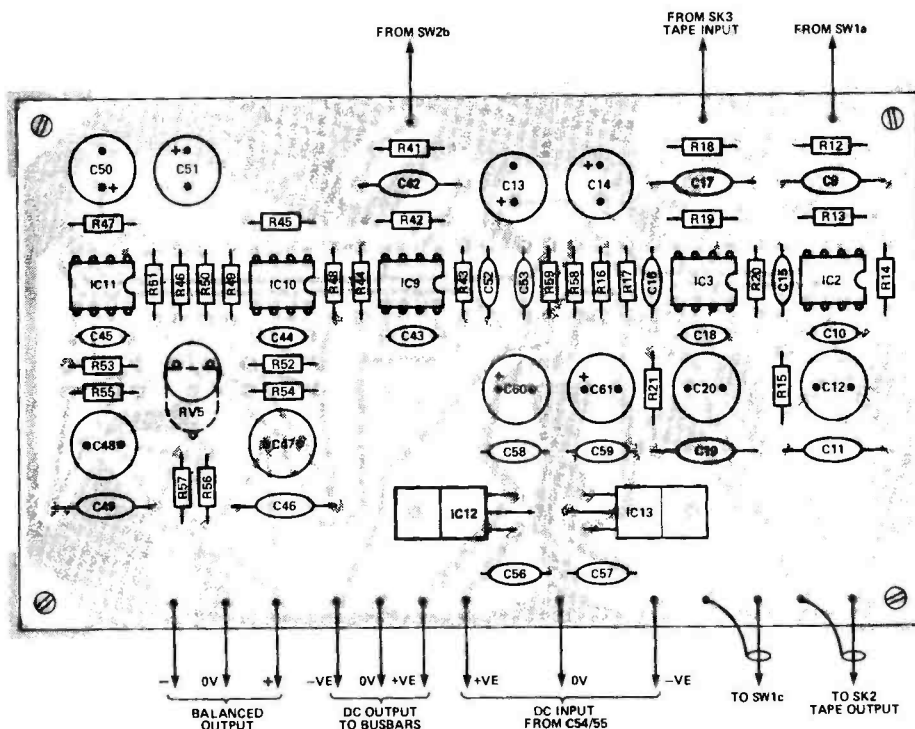 FROM SW2b
FROM SK3
TAPE INPUT
FROM SW1a
R41
R18
R12
C50
+
+
C51
C42
C13
+
+
C14
C17
C9
R47
R45
R42
R19
R13
IC11
R51
R46
R50
R49
IC10
R48
R44
IC9
R43
C52
C53
R59
R58
R16
R17
C16
IC3
R20
C15
IC2
R14
C45
C44
C43
C18
C10
R53
R52
R55
R54
RV5
+
C60
+
C61
R21
C20
R15
C12
C48
C47
C58
C59
C19
C11
R57
R56
C49
C46
IC12
IC13
C56
C57
–
0V
+
–VE
0V
+VE
+VE
0V
–VE
TO SW1c
TO SK2
TAPE OUTPUT
BALANCED
OUTPUT
DC OUTPUT
TO BUSBARS
DC INPUT
FROM C54/55